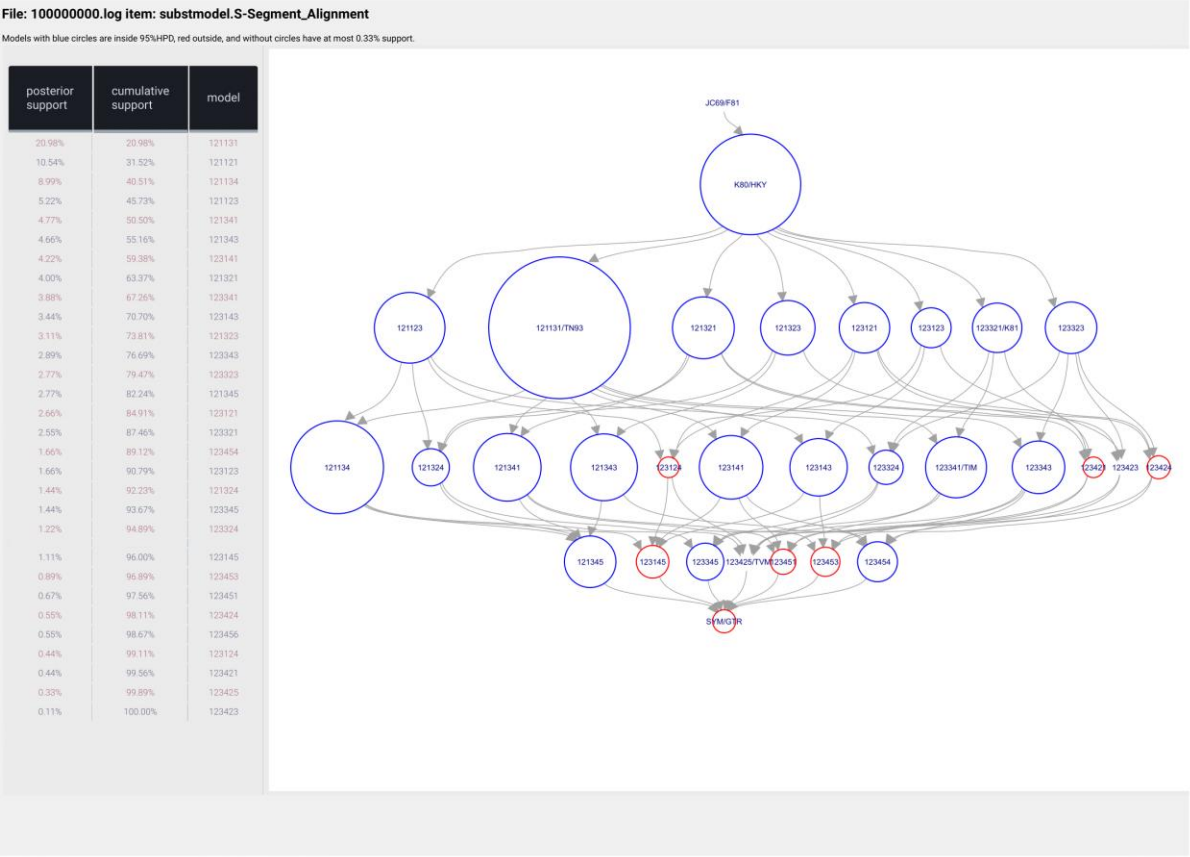 File: 100000000.log item: substmodel.S-Segment_Alignment
Models with blue circles are inside 95%HPD, red outside, and without circles have at most 0.33% support.
posterior support cumulative support model
20.98% 20.98% 121131
10.54% 31.52% 121121
8.99% 40.51% 121134
5.22% 45.73% 121123
4.77% 50.50% 121341
4.66% 55.16% 121343
4.22% 59.38% 123141
4.00% 63.37% 121321
3.88% 67.26% 123341
3.44% 70.70% 123143
3.11% 73.81% 121323
2.89% 76.69% 123343
2.77% 79.47% 123323
2.77% 82.24% 121345
2.66% 84.91% 123121
2.55% 87.46% 123321
1.66% 89.12% 123454
1.66% 90.79% 123123
1.44% 92.23% 121324
1.44% 93.67% 123345
1.22% 94.89% 123324
1.11% 96.00% 123145
0.89% 96.89% 123453
0.67% 97.56% 123451
0.55% 98.11% 123424
0.55% 98.67% 123456
0.44% 99.11% 123124
0.44% 99.56% 123421
0.33% 99.89% 123425
0.11% 100.00% 123423
JC69/F81
K80/HKY
121123 121131/TN93 121321 121323 123121 123123 123321/K81 123323
121134 121324 121341 121343 123124 123141 123143 123324 123341/TIM 123343 123421 123423 123424
121345 123145 123345 123425/TVM 123451 123453 123454
SYM/GTR